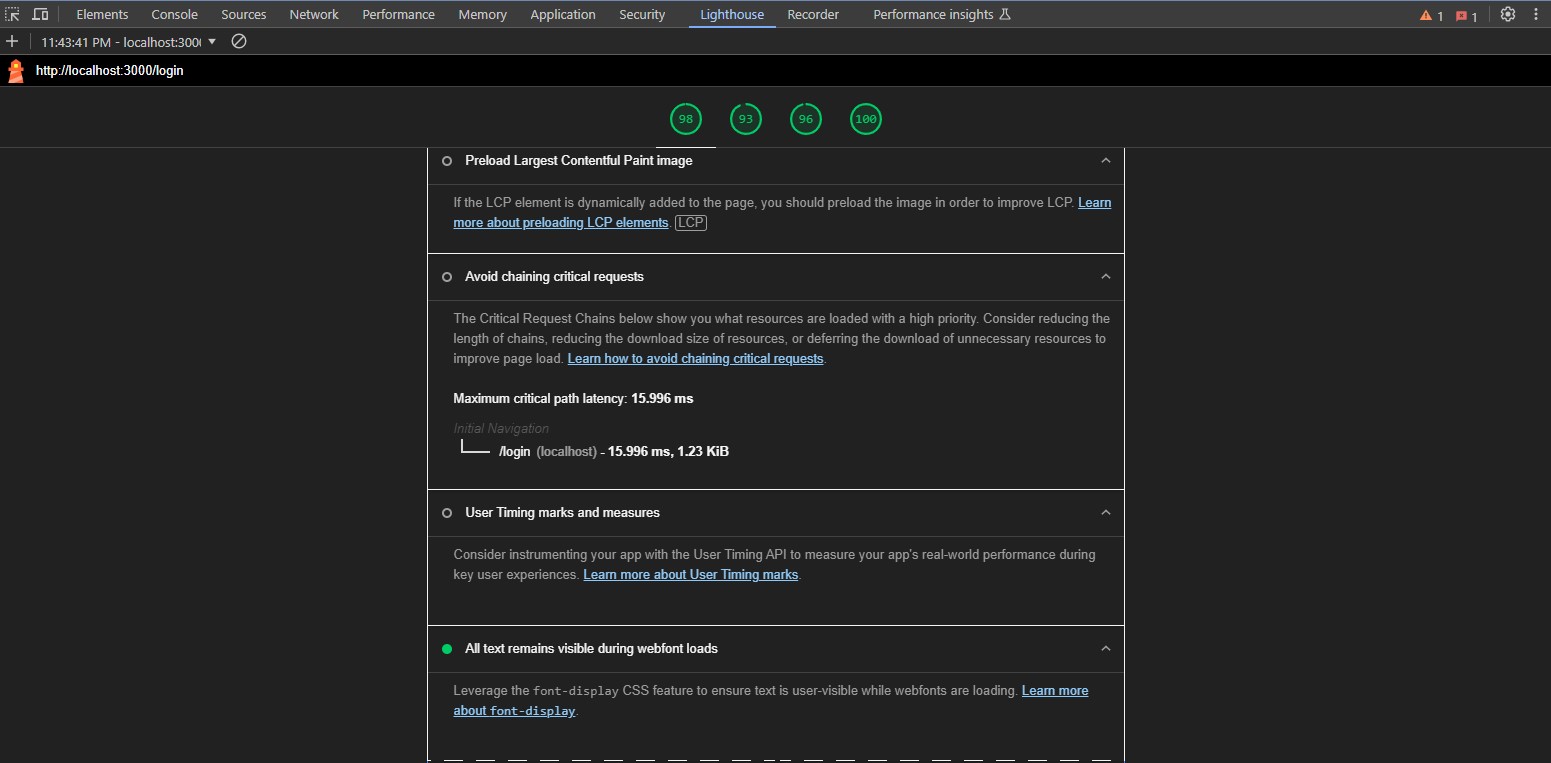 Elements Console Sources Network Performance Memory Application Security Lighthouse Recorder Performance insights 1 1
11:43:41 PM - localhost:3000
http://localhost:3000/login
98 93 96 100
Preload Largest Contentful Paint image
If the LCP element is dynamically added to the page, you should preload the image in order to improve LCP. Learn
more about preloading LCP elements. LCP
Avoid chaining critical requests
The Critical Request Chains below show you what resources are loaded with a high priority. Consider reducing the
length of chains, reducing the download size of resources, or deferring the download of unnecessary resources to
improve page load. Learn how to avoid chaining critical requests.
Maximum critical path latency: 15.996 ms
Initial Navigation
/login (localhost) - 15.996 ms, 1.23 KiB
User Timing marks and measures
Consider instrumenting your app with the User Timing API to measure your app's real-world performance during
key user experiences. Learn more about User Timing marks.
All text remains visible during webfont loads
Leverage the font-display CSS feature to ensure text is user-visible while webfonts are loading. Learn more
about font-display.